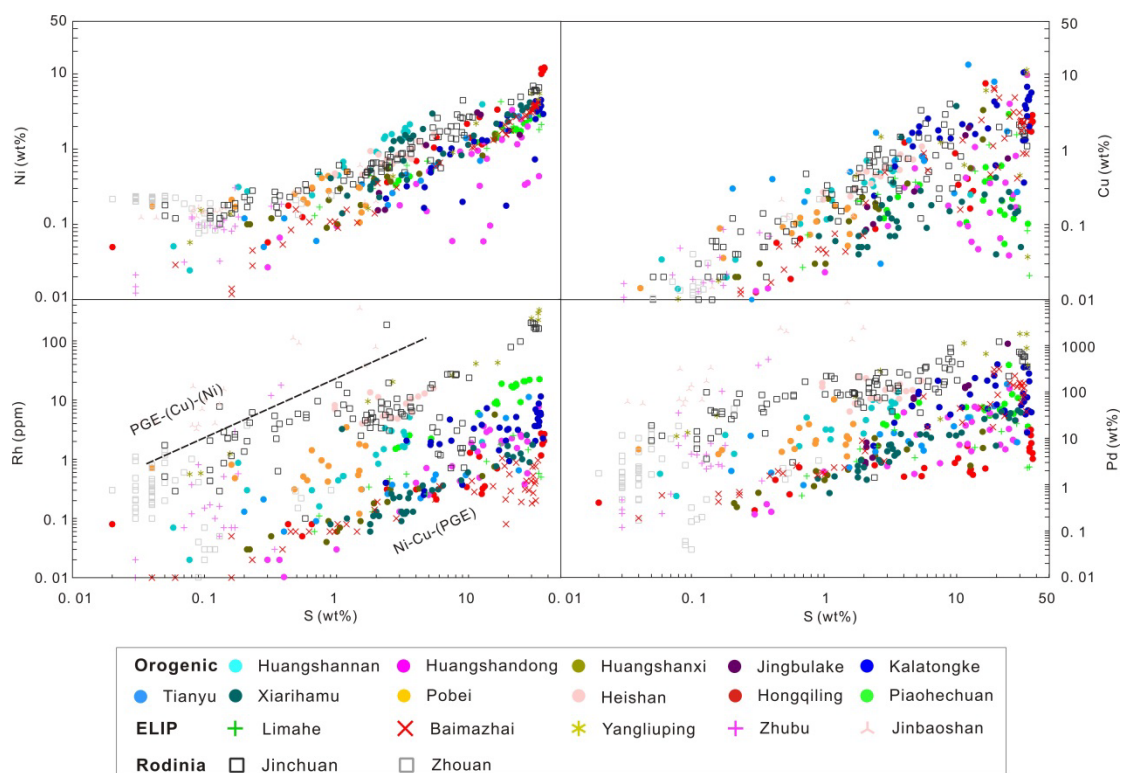 50
10
1
0.1
0.01
Ni (wt%)
50
10
1
0.1
0.01
Cu (wt%)
100
10
1
0.1
0.01
Rh (ppm)
PGE-(Cu)-(Ni)
Ni-Cu-(PGE)
1000
100
10
1
0.1
0.01
Pd (wt%)
0.01 0.1 1 10 50
S (wt%)
0.01 0.1 1 10 50
S (wt%)
Orogenic Huangshannan Huangshandong Huangshanxi Jingbulake Kalatongke
Tianyu Xiarihamu Pobei Heishan Hongqiling Piaohechuan
ELIP Limahe Baimazhai Yangliuping Zhubu Jinbaoshan
Rodinia Jinchuan Zhouan